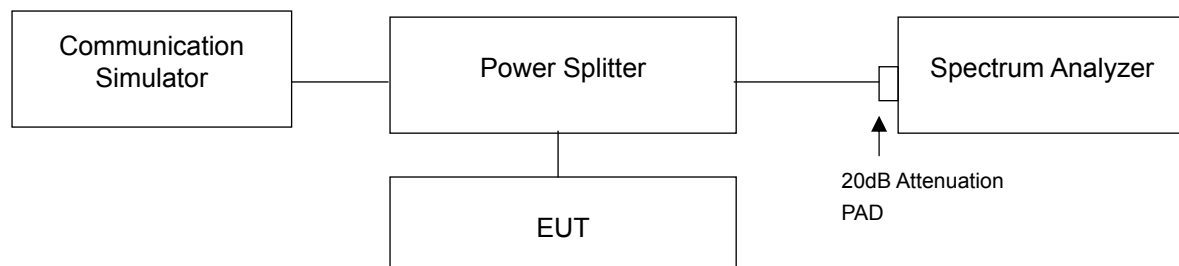 Communication
Simulator
Power Splitter
Spectrum Analyzer
20dB Attenuation
PAD
EUT